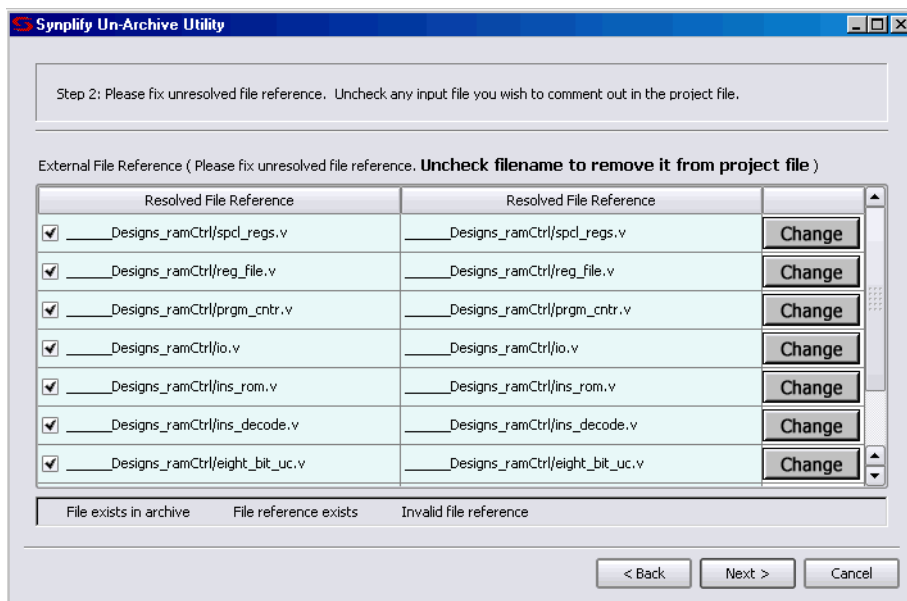 Synplify Un-Archive Utility
Step 2: Please fix unresolved file reference. Uncheck any input file you wish to comment out in the project file.
External File Reference ( Please fix unresolved file reference. Uncheck filename to remove it from project file )
Resolved File Reference Resolved File Reference
______Designs_ramCtrl/spcl_regs.v ______Designs_ramCtrl/spcl_regs.v Change
______Designs_ramCtrl/reg_file.v ______Designs_ramCtrl/reg_file.v Change
______Designs_ramCtrl/prgm_cntr.v ______Designs_ramCtrl/prgm_cntr.v Change
______Designs_ramCtrl/io.v ______Designs_ramCtrl/io.v Change
______Designs_ramCtrl/ins_rom.v ______Designs_ramCtrl/ins_rom.v Change
______Designs_ramCtrl/ins_decode.v ______Designs_ramCtrl/ins_decode.v Change
______Designs_ramCtrl/eight_bit_uc.v ______Designs_ramCtrl/eight_bit_uc.v Change
File exists in archive File reference exists Invalid file reference
< Back Next > Cancel